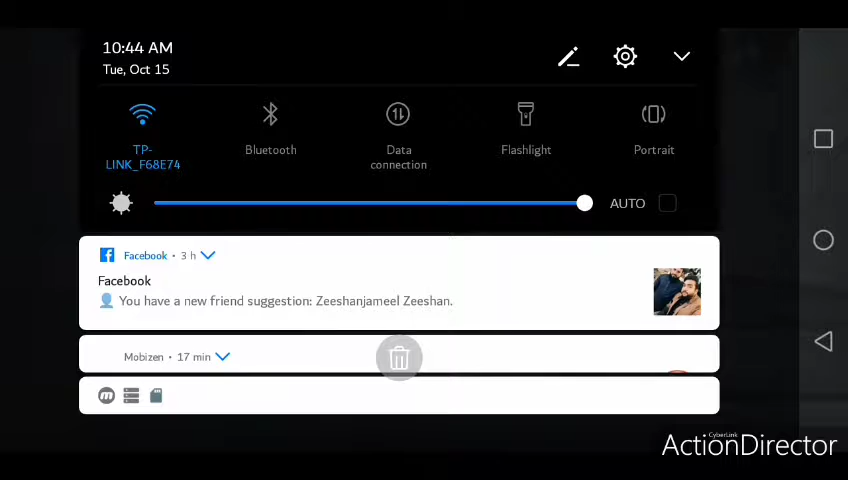 10:44 AM
Tue, Oct 15
TP-
LINK_F68E74
Bluetooth
Data
connection
Flashlight
Portrait
AUTO
Facebook • 3 h
Facebook
You have a new friend suggestion: Zeeshanjameel Zeeshan.
Mobizen • 17 min
CyberLink
ActionDirector